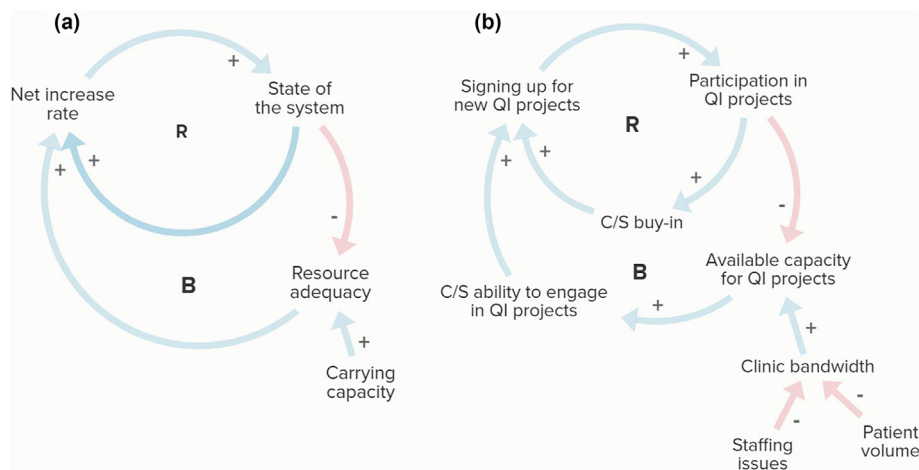 (a)
+
Net increase
rate
State of
the system
R
+
+
-
B
Resource
adequacy
+
Carrying
capacity
(b)
+
Signing up for
new QI projects
Participation in
QI projects
R
+
+
-
C/S buy-in
B
Available capacity
for QI projects
C/S ability to engage
in QI projects
+
+
Clinic bandwidth
-
-
Staffing
issues
Patient
volume